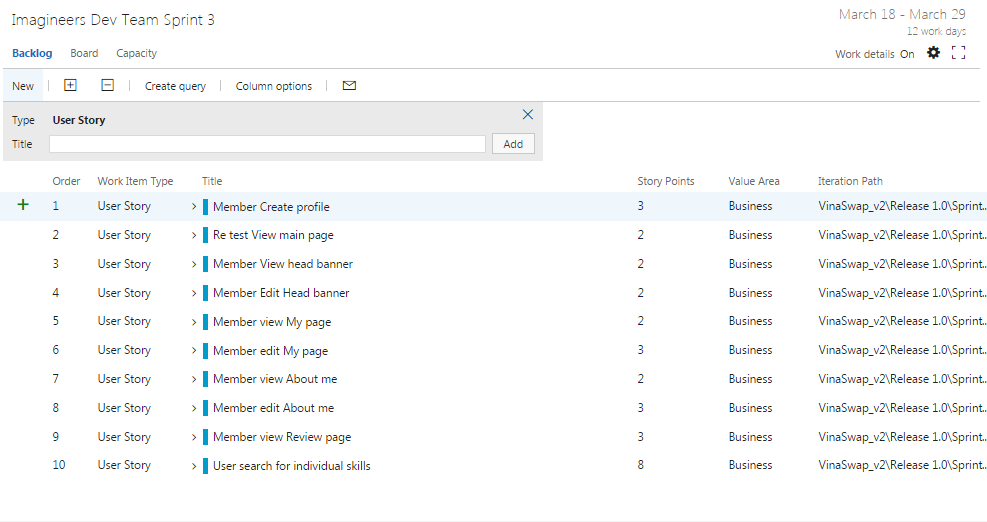 Imagineers Dev Team Sprint 3
March 18 - March 29
12 work days
Backlog Board Capacity
Work details On
New Create query Column options
Type User Story
Title Add
Order Work Item Type Title Story Points Value Area Iteration Path
1 User Story Member Create profile 3 Business VinaSwap_v2\Release 1.0\Sprint..
2 User Story Re test View main page 2 Business VinaSwap_v2\Release 1.0\Sprint..
3 User Story Member View head banner 2 Business VinaSwap_v2\Release 1.0\Sprint..
4 User Story Member Edit Head banner 2 Business VinaSwap_v2\Release 1.0\Sprint..
5 User Story Member view My page 2 Business VinaSwap_v2\Release 1.0\Sprint..
6 User Story Member edit My page 3 Business VinaSwap_v2\Release 1.0\Sprint..
7 User Story Member view About me 2 Business VinaSwap_v2\Release 1.0\Sprint..
8 User Story Member edit About me 3 Business VinaSwap_v2\Release 1.0\Sprint..
9 User Story Member view Review page 3 Business VinaSwap_v2\Release 1.0\Sprint..
10 User Story User search for individual skills 8 Business VinaSwap_v2\Release 1.0\Sprint..